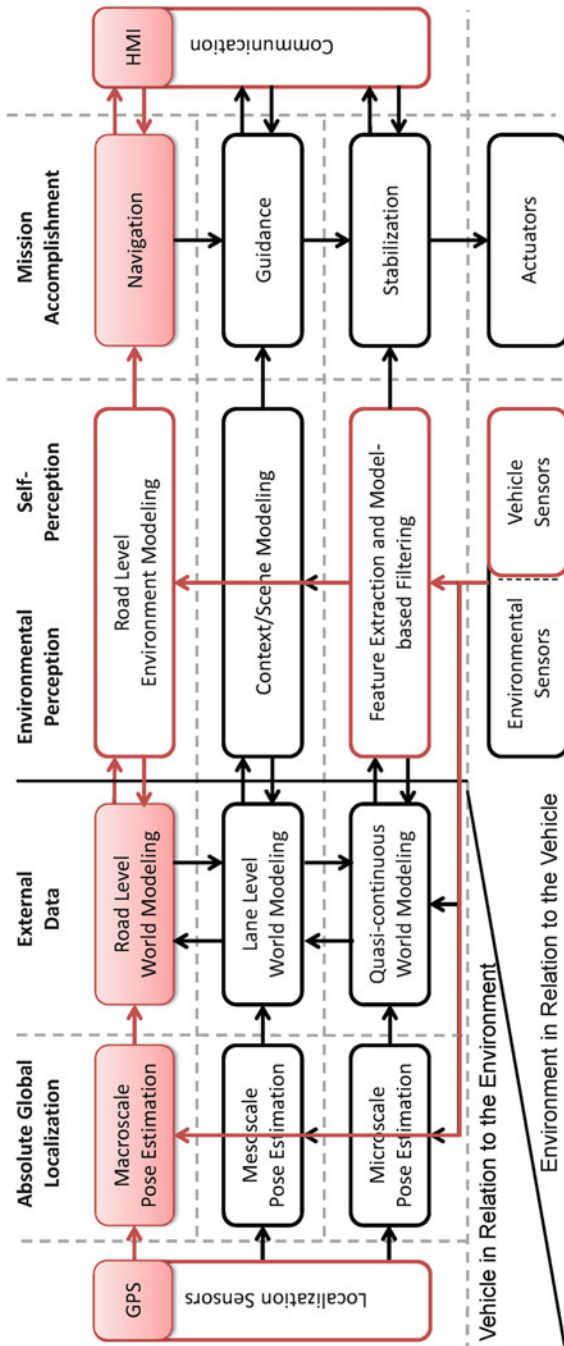 Absolute Global
Localization
External
Data
Environmental
Perception
Self-
Perception
Mission
Accomplishment
GPS
Localization Sensors
Macroscale
Pose Estimation
Road Level
World Modeling
Road Level
Environment Modeling
Navigation
HMI
Communication
Mesoscale
Pose Estimation
Lane Level
World Modeling
Context/Scene Modeling
Guidance
Microscale
Pose Estimation
Quasi-continuous
World Modeling
Feature Extraction and Model-
based Filtering
Stabilization
Vehicle in Relation to the Environment
Environment in Relation to the Vehicle
Environmental
Sensors
Vehicle
Sensors
Actuators